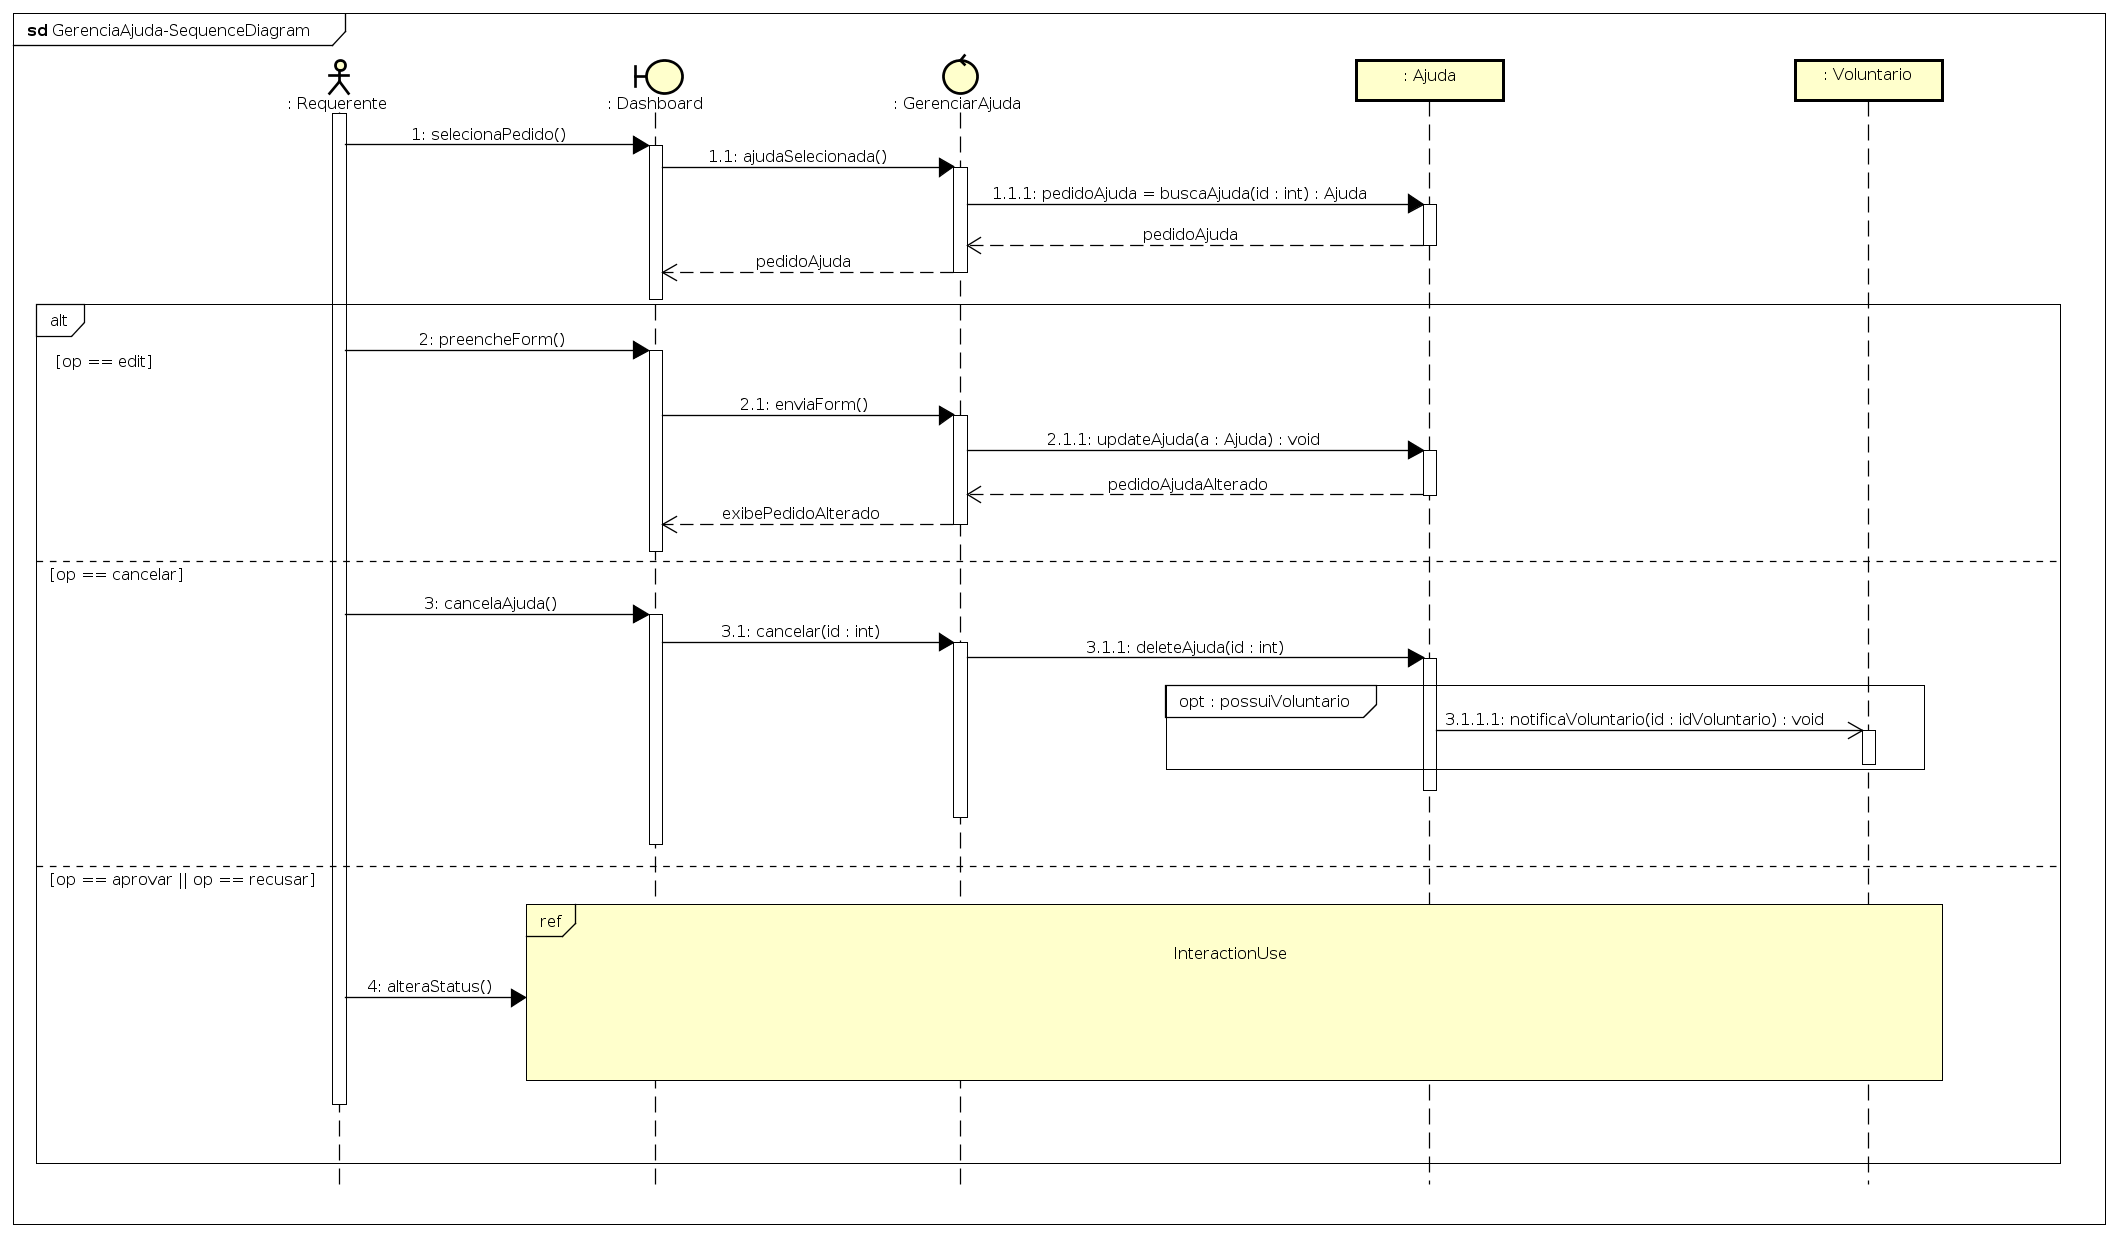 sd GerenciaAjuda-SequenceDiagram
: Requerente
: Dashboard
: GerenciarAjuda
: Ajuda
: Voluntario
1: selecionaPedido()
1.1: ajudaSelecionada()
1.1.1: pedidoAjuda = buscaAjuda(id : int) : Ajuda
pedidoAjuda
pedidoAjuda
alt
[op == edit]
2: preencheForm()
2.1: enviaForm()
2.1.1: updateAjuda(a : Ajuda) : void
pedidoAjudaAlterado
exibePedidoAlterado
[op == cancelar]
3: cancelaAjuda()
3.1: cancelar(id : int)
3.1.1: deleteAjuda(id : int)
opt : possuiVoluntario
3.1.1.1: notificaVoluntario(id : idVoluntario) : void
[op == aprovar || op == recusar]
ref
InteractionUse
4: alteraStatus()